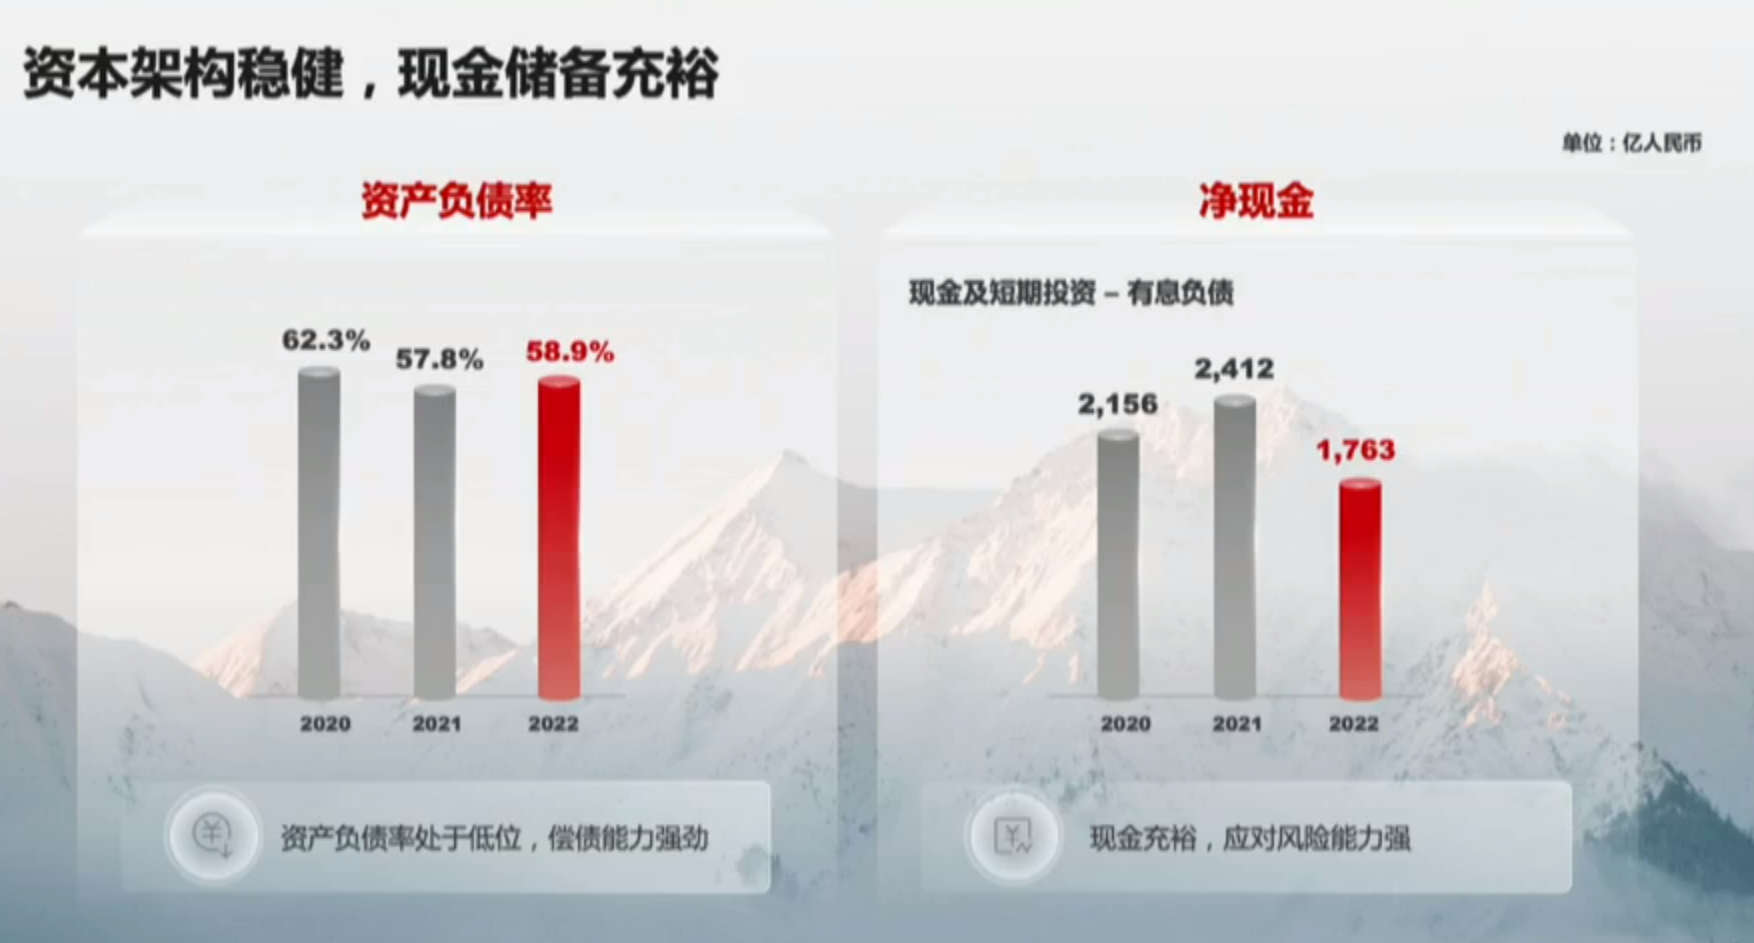 资本架构稳健，现金储备充裕
单位：亿人民币
资产负债率
62.3%
57.8%
58.9%
2020
2021
2022
资产负债率处于低位，偿债能力强劲
净现金
现金及短期投资 – 有息负债
2,156
2,412
1,763
2020
2021
2022
现金充裕，应对风险能力强